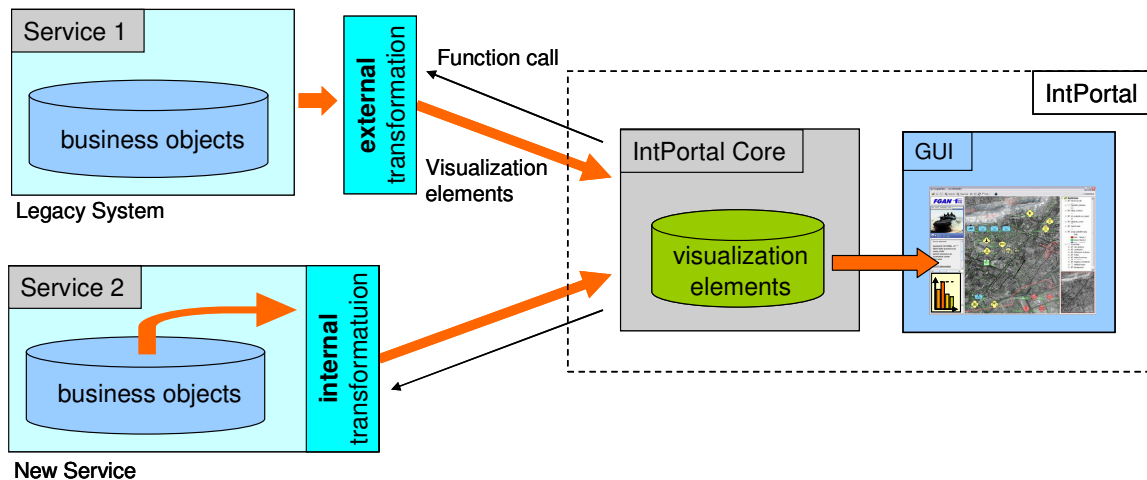 Service 1
business objects
Legacy System
external
transformation
Function call
Visualization
elements
IntPortal
IntPortal Core
visualization
elements
GUI
FGAN
Service 2
business objects
internal
transformatuion
New Service